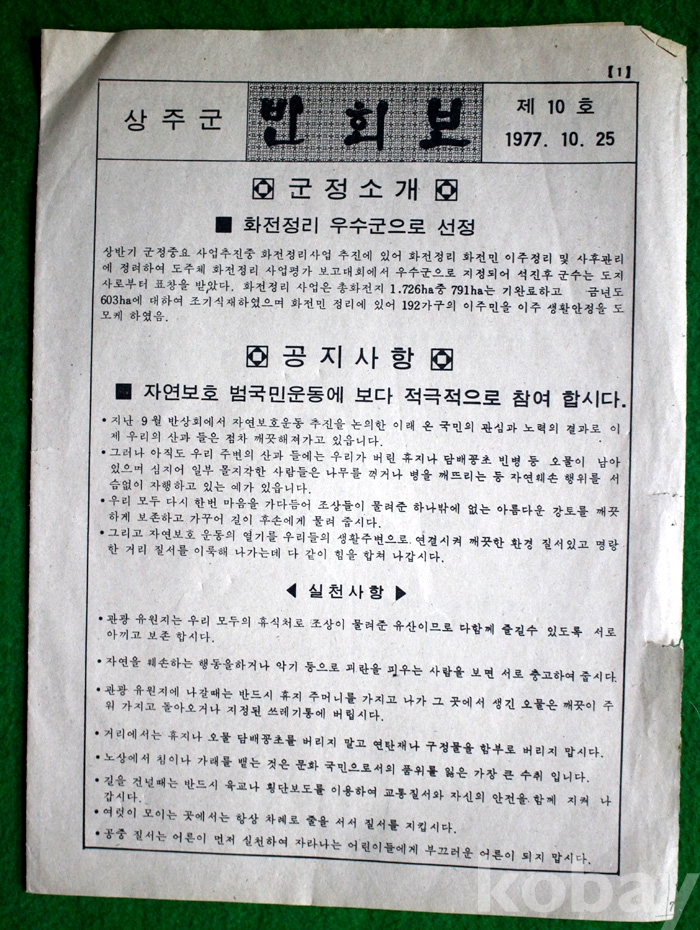 【1】
상주군 반회보 제 10 호
1977. 10. 25
군정소개
■ 화전정리 우수군으로 선정
상반기 군정중요 사업추진중 화전정리사업 추진에 있어 화전정리 화전민 이주정리 및 사후관리
에 정려하여 도주체 화전정리 사업평가 보고대회에서 우수군으로 지정되어 석진후 군수는 도지
사로부터 표창을 받았다. 화전정리 사업은 총화전지 1.726ha중 791ha는 기완료하고 금년도
603ha에 대하여 조기식재하였으며 화전민 정리에 있어 192가구의 이주민을 이주 생활안정을 도
모케 하였음.
공지사항
■ 자연보호 범국민운동에 보다 적극적으로 참여 합시다.
• 지난 9월 반상회에서 자연보호운동 추진을 논의한 이래 온 국민의 관심과 노력의 결과로 이
제 우리의 산과 들은 점차 깨끗해져가고 있읍니다.
• 그러나 아직도 우리 주변의 산과 들에는 우리가 버린 휴지나 담배꽁초 빈병 등 오물이 남아
있으며 심지어 일부 몰지각한 사람들은 나무를 꺽거나 병을 깨뜨리는 등 자연훼손 행위를 서
슴없이 자행하고 있는 예가 있읍니다.
• 우리 모두 다시 한번 마음을 가다듬어 조상들이 물려준 하나밖에 없는 아름다운 강토를 깨끗
하게 보존하고 가꾸어 길이 후손에게 물려 줍시다.
• 그리고 자연보호 운동의 열기를 우리들의 생활주변으로 연결시켜 깨끗한 환경 질서있고 명랑
한 거리 질서를 이룩해 나가는데 다 같이 힘을 합쳐 나갑시다.
◀ 실천사항 ▶
• 관광 유원지는 우리 모두의 휴식처로 조상이 물려준 유산이므로 다함께 즐길수 있도록 서로
아끼고 보존 합시다.
• 자연을 훼손하는 행동을하거나 악기 등으로 괴란을 피우는 사람을 보면 서로 충고하여 줍시다.
• 관광 유원지에 나갈때는 반드시 휴지 주머니를 가지고 나가 그 곳에서 생긴 오물은 깨끗이 주
워 가지고 돌아오거나 지정된 쓰레기통에 버립시다.
• 거리에서는 휴지나 오물 담배꽁초를 버리지 말고 연탄재나 구정물을 함부로 버리지 맙시다.
• 노상에서 침이나 가래를 뱉는 것은 문화 국민으로서의 품위를 잃은 가장 큰 수취 입니다.
• 길을 건널때는 반드시 육교나 횡단보도를 이용하여 교통질서와 자신의 안전을 함께 지켜 나
갑시다.
• 여럿이 모이는 곳에서는 항상 차례로 줄을 서서 질서를 지킵시다.
• 공중 질서는 어른이 먼저 실천하여 자라나는 어린이들에게 부끄러운 어른이 되지 맙시다.
kobay
7